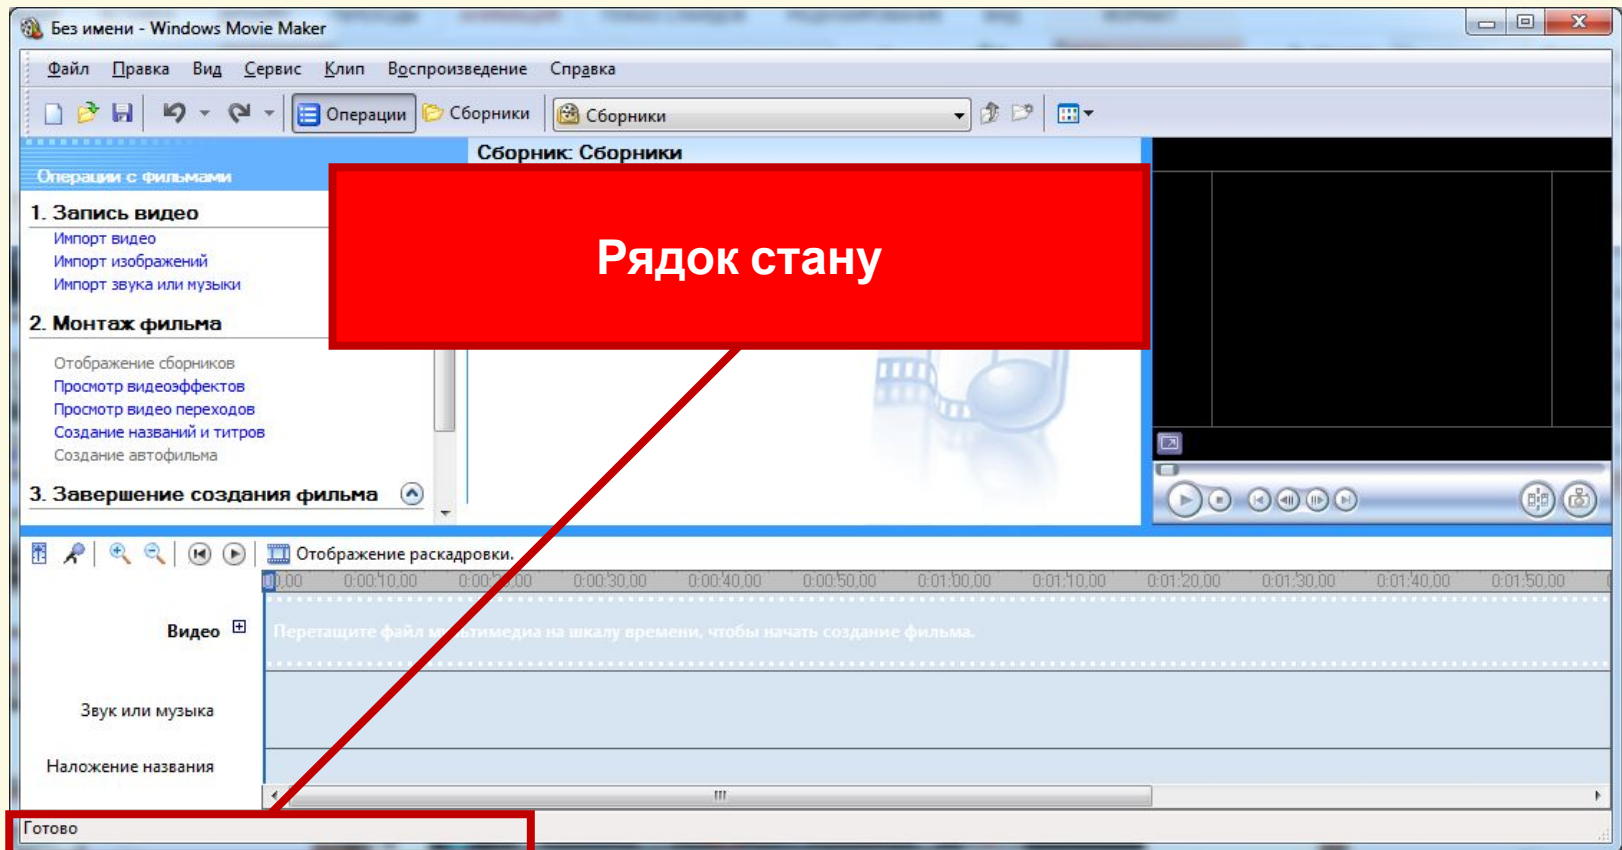 Без имени - Windows Movie Maker
Файл Правка Вид Сервис Клип Воспроизведение Справка
Операции Сборники Сборники
Сборник: Сборники
Операции с фильмами
1. Запись видео
Импорт видео
Импорт изображений
Импорт звука или музыки
2. Монтаж фильма
Отображение сборников
Просмотр видеоэффектов
Просмотр видео переходов
Создание названий и титров
Создание автофильма
3. Завершение создания фильма
Рядок стану
Отображение раскадровки.
0:00:10,00 0:00:30,00 0:00:40,00 0:00:50,00 0:01:00,00 0:01:10,00 0:01:20,00 0:01:30,00 0:01:40,00 0:01:50,00
Видео
Перетащите файл мультимедиа на шкалу времени, чтобы начать создание фильма.
Звук или музыка
Наложение названия
Готово